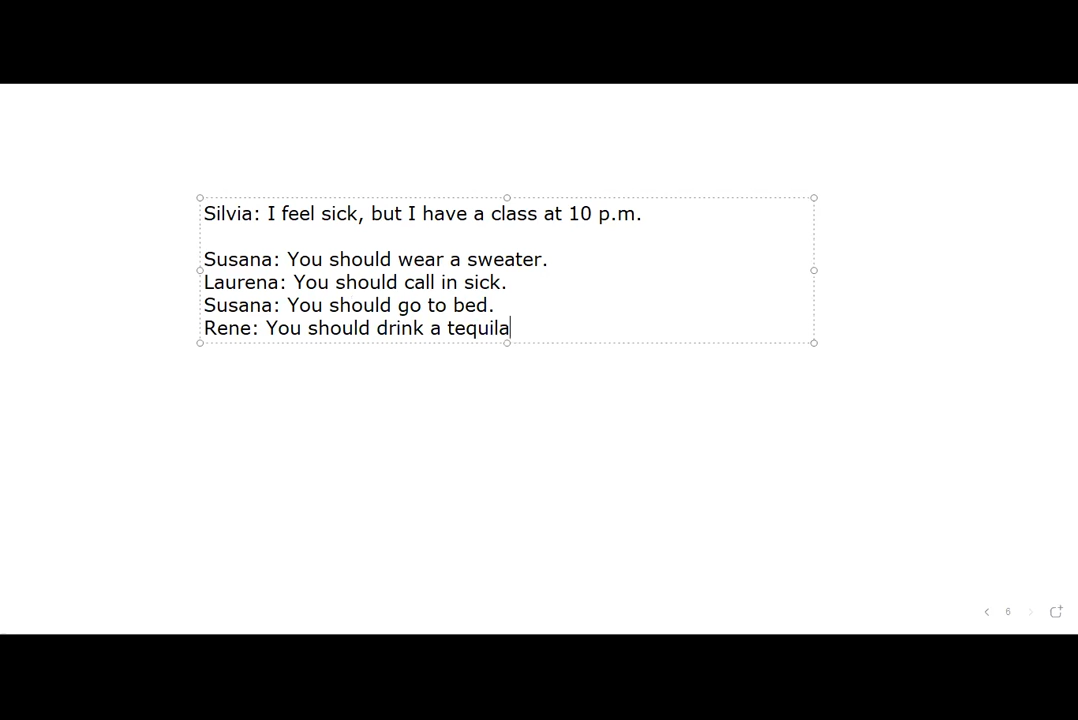 Silvia: I feel sick, but I have a class at 10 p.m.
Susana: You should wear a sweater.
Laurena: You should call in sick.
Susana: You should go to bed.
Rene: You should drink a tequila
6